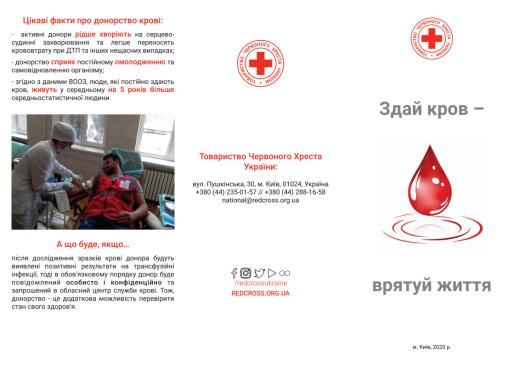 Цікаві факти про донорство крові:
- активні донори рідше хворіють на серцево-
судинні захворювання та легше переносять
крововтрату при ДТП та інших нещасних випадках;
- донорство сприяє постійному омолодженню та
самовідновленню організму;
- згідно з даними ВООЗ, люди, які постійно здають
кров, живуть у середньому на 5 років більше
середньостатистичної людини.
А що буде, якщо...
після дослідження зразків крові донора будуть
виявлені позитивні результати на трансфузійні
інфекції, тоді в обов'язковому порядку донор буде
повідомлений особисто і конфіденційно та
запрошений в обласний центр служби крові. Тож,
донорство - це додаткова можливість перевірити
стан свого здоров'я.
ТОВАРИСТВО ЧЕРВОНОГО ХРЕСТА
УКРАЇНИ
Товариство Червоного Хреста
України:
вул. Пушкінська, 30, м. Київ, 01024, Україна
+380 (44) 235-01-57 // +380 (44) 288-16-58
national@redcross.org.ua
/redcrossukraine
REDCROSS.ORG.UA
ТОВАРИСТВО ЧЕРВОНОГО ХРЕСТА
УКРАЇНИ
Здай кров –
врятуй життя
м. Київ, 2020 р.